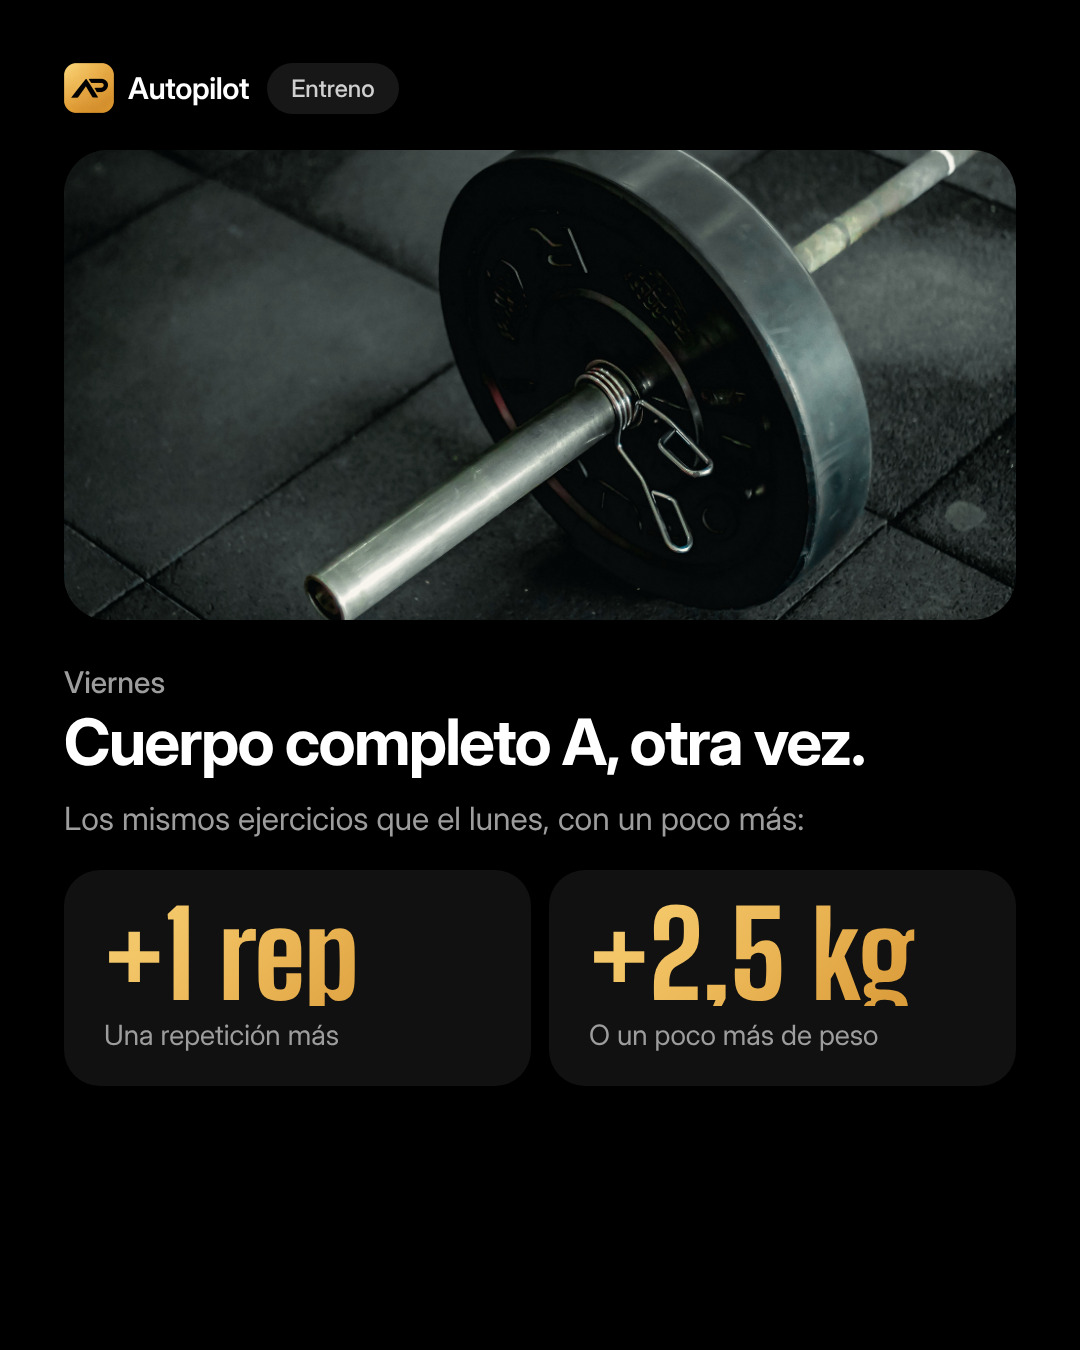 AP Autopilot Entreno
Viernes
Cuerpo completo A, otra vez.
Los mismos ejercicios que el lunes, con un poco más:
+1 rep
Una repetición más
+2,5 kg
O un poco más de peso